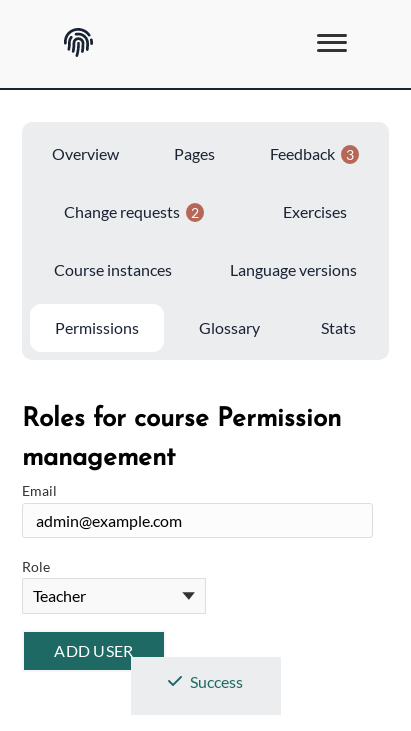 Overview Pages Feedback 3
Change requests 2 Exercises
Course instances Language versions
Permissions Glossary Stats
Roles for course Permission
management
Email
admin@example.com
Role
Teacher
ADD USER
Success